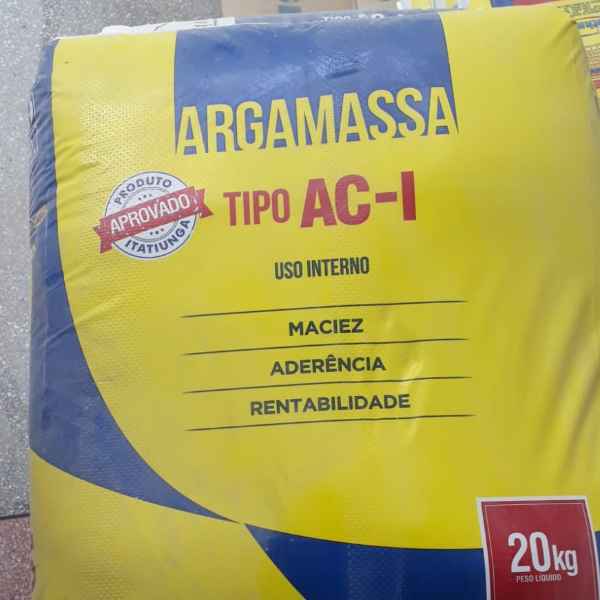 ARGAMASSA
PRODUTO
APROVADO
ITATIUNGA
TIPO AC-I
USO INTERNO
MACIEZ
ADERÊNCIA
RENTABILIDADE
20kg
PESO LÍQUIDO